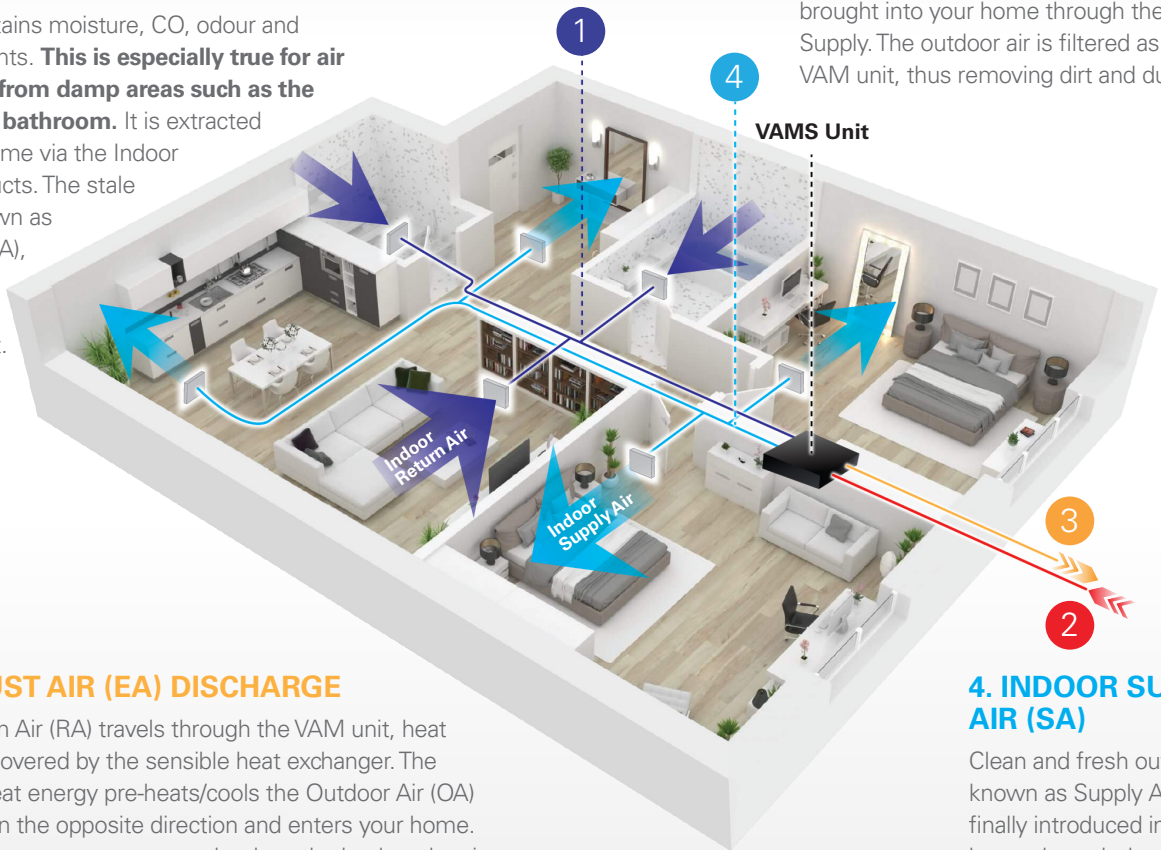 tains moisture, CO, odour and
nts. This is especially true for air
from damp areas such as the
bathroom. It is extracted
me via the Indoor
ucts. The stale
wn as
A),
brought into your home through the
Supply. The outdoor air is filtered as
VAM unit, thus removing dirt and du
1
4
VAMS Unit
Indoor
Return Air
Indoor
Supply Air
3
2
UST AIR (EA) DISCHARGE
n Air (RA) travels through the VAM unit, heat
covered by the sensible heat exchanger. The
eat energy pre-heats/cools the Outdoor Air (OA)
n the opposite direction and enters your home.
4. INDOOR SU
AIR (SA)
Clean and fresh ou
known as Supply A
finally introduced in